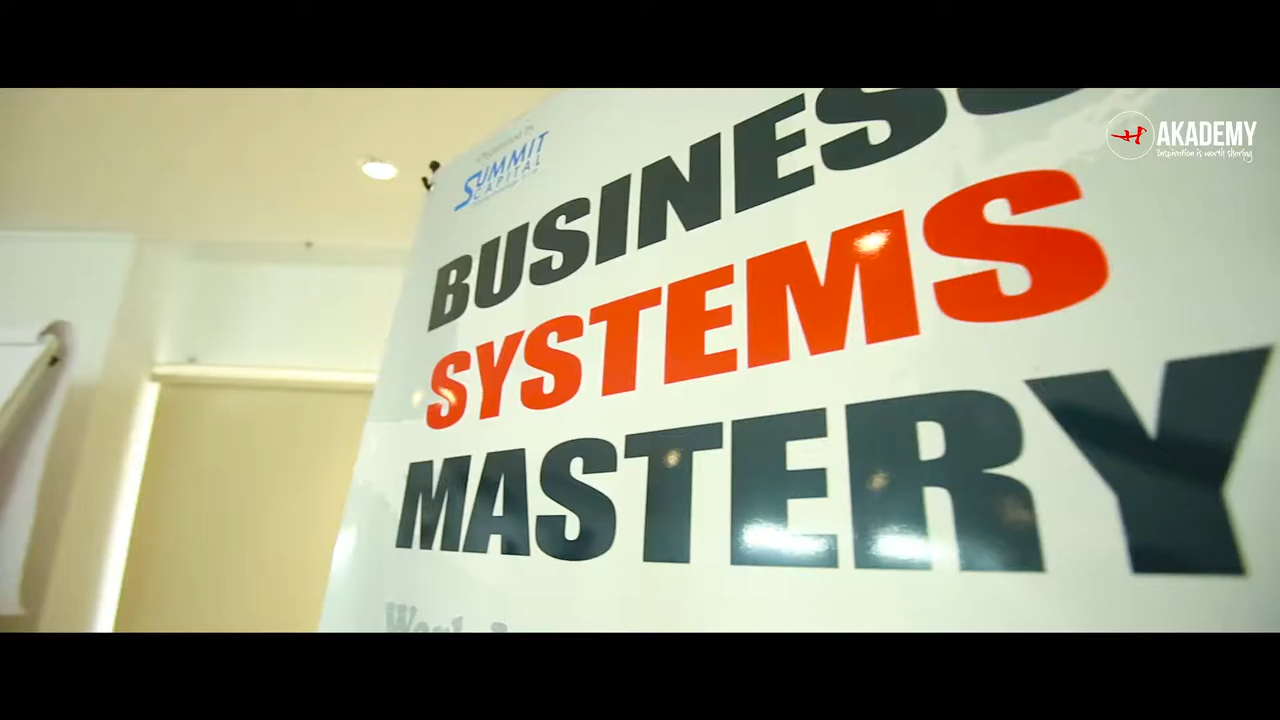 Organised by
SUMMIT
CAPITAL
BUSINESS
SYSTEMS
MASTERY
AKADEMY
Inspiration is worth sharing